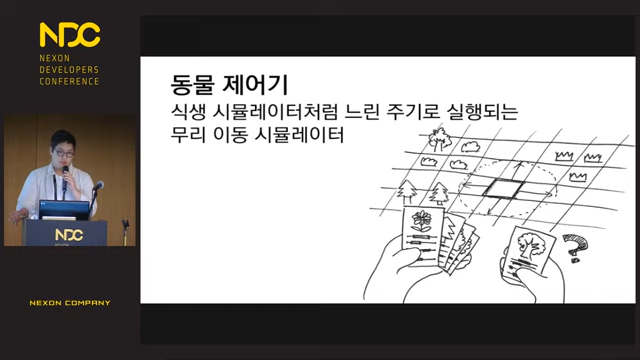 NDC
NEXON
DEVELOPERS
CONFERENCE
동물 제어기
식생 시뮬레이터처럼 느린 주기로 실행되는
무리 이동 시뮬레이터
?
NDC
NEXON COMPANY